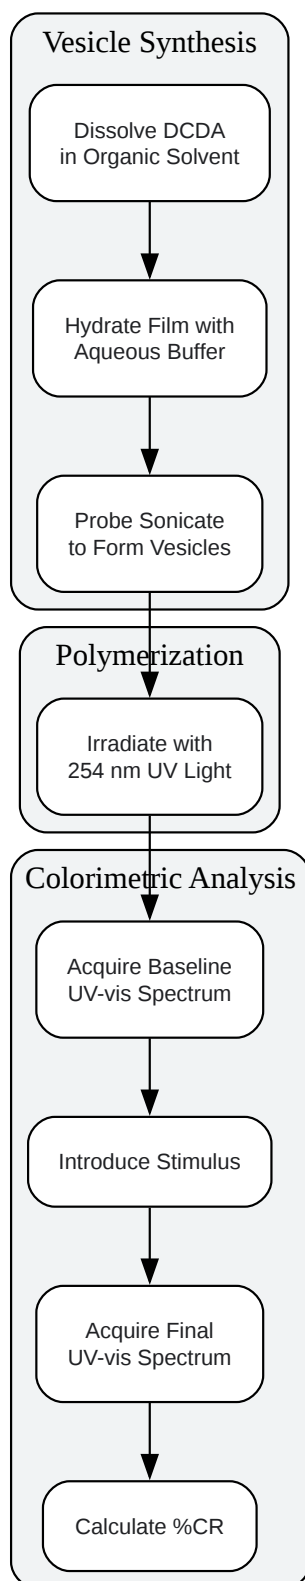 Vesicle Synthesis
Dissolve DCDA
in Organic Solvent
Hydrate Film with
Aqueous Buffer
Probe Sonicate
to Form Vesicles
Polymerization
Irradiate with
254 nm UV Light
Colorimetric Analysis
Acquire Baseline
UV-vis Spectrum
Introduce Stimulus
Acquire Final
UV-vis Spectrum
Calculate %CR